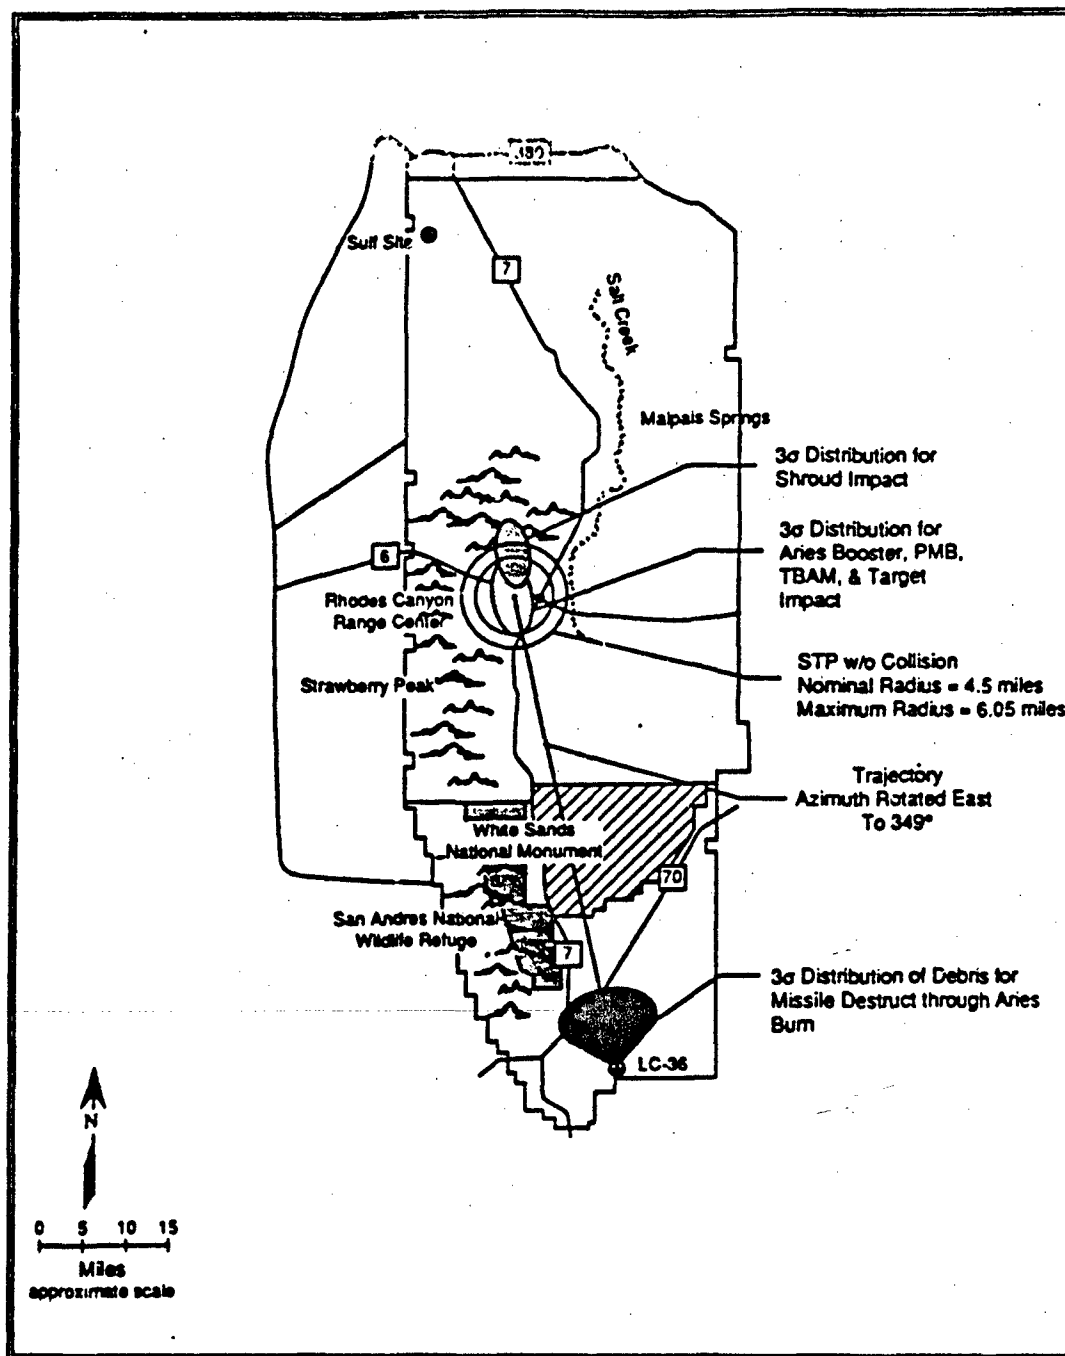 380
Sulf Site
7
Salt Creek
Malpais Springs
3σ Distribution for
Shroud Impact
3σ Distribution for
Aries Booster, PMB,
TBAM, & Target
Impact
6
Rhodes Canyon
Range Center
STP w/o Collision
Nominal Radius = 4.5 miles
Maximum Radius = 6.05 miles
Strawberry Peak
Trajectory
Azimuth Rotated East
To 349°
White Sands
National Monument
70
San Andres National
Wildlife Refuge
7
3σ Distribution of Debris for
Missile Destruct through Aries
Burn
LC-36
N
0 5 10 15
Miles
approximate scale